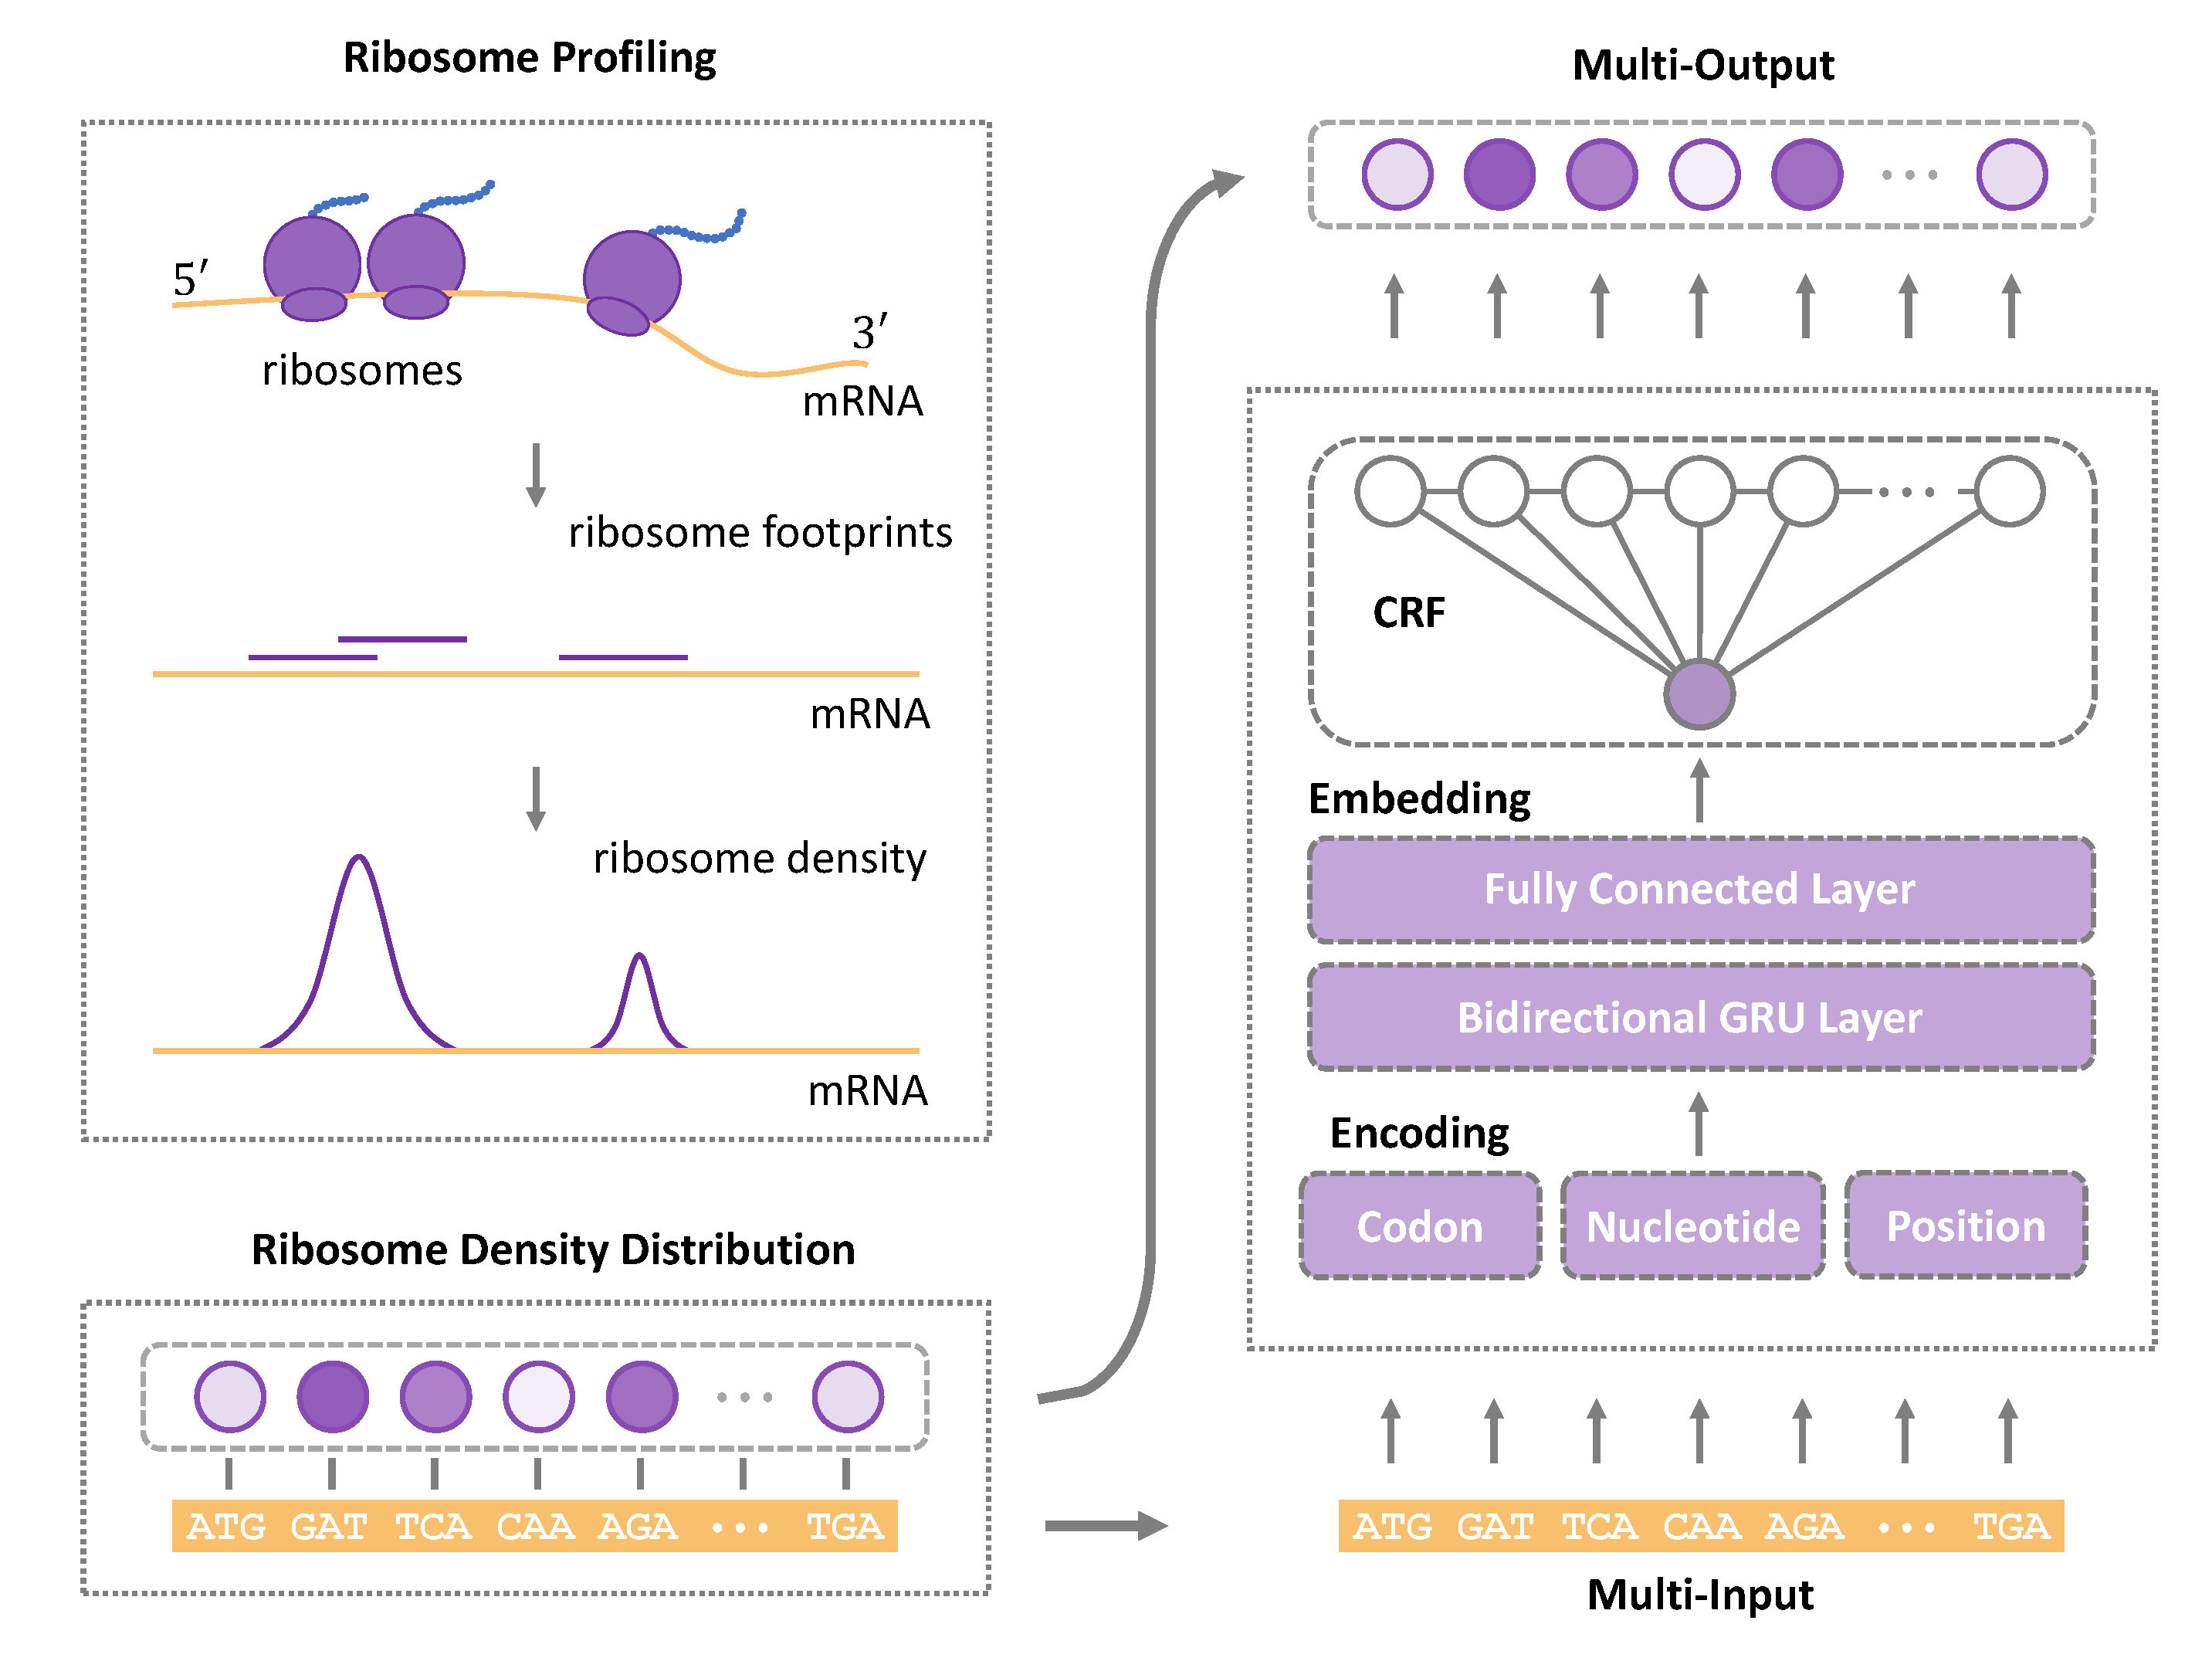 Ribosome Profiling
5′
3′
ribosomes
mRNA
ribosome footprints
mRNA
ribosome density
mRNA
Ribosome Density Distribution
ATG GAT TCA CAA AGA ··· TGA
Multi-Output
CRF
Embedding
Fully Connected Layer
Bidirectional GRU Layer
Encoding
Codon Nucleotide Position
ATG GAT TCA CAA AGA ··· TGA
Multi-Input